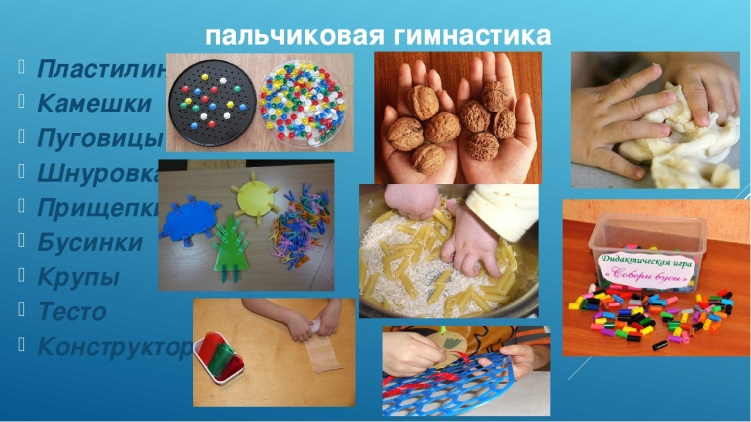 пальчиковая гимнастика
Пластилин
Камешки
Пуговицы
Шнуровка
Прищепки
Бусинки
Крупы
Тесто
Конструктор
Дидактическая игра
«Собери бусы»